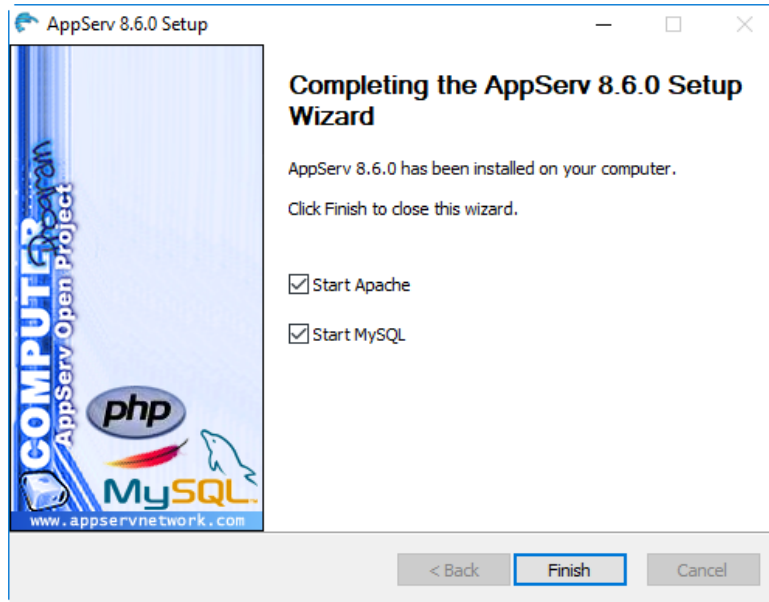 AppServ 8.6.0 Setup
Completing the AppServ 8.6.0 Setup
Wizard
AppServ 8.6.0 has been installed on your computer.
Click Finish to close this wizard.
Start Apache
Start MySQL
COMPUTER
Program
AppServ Open Project
php
MySQL
www.appservnetwork.com
< Back
Finish
Cancel